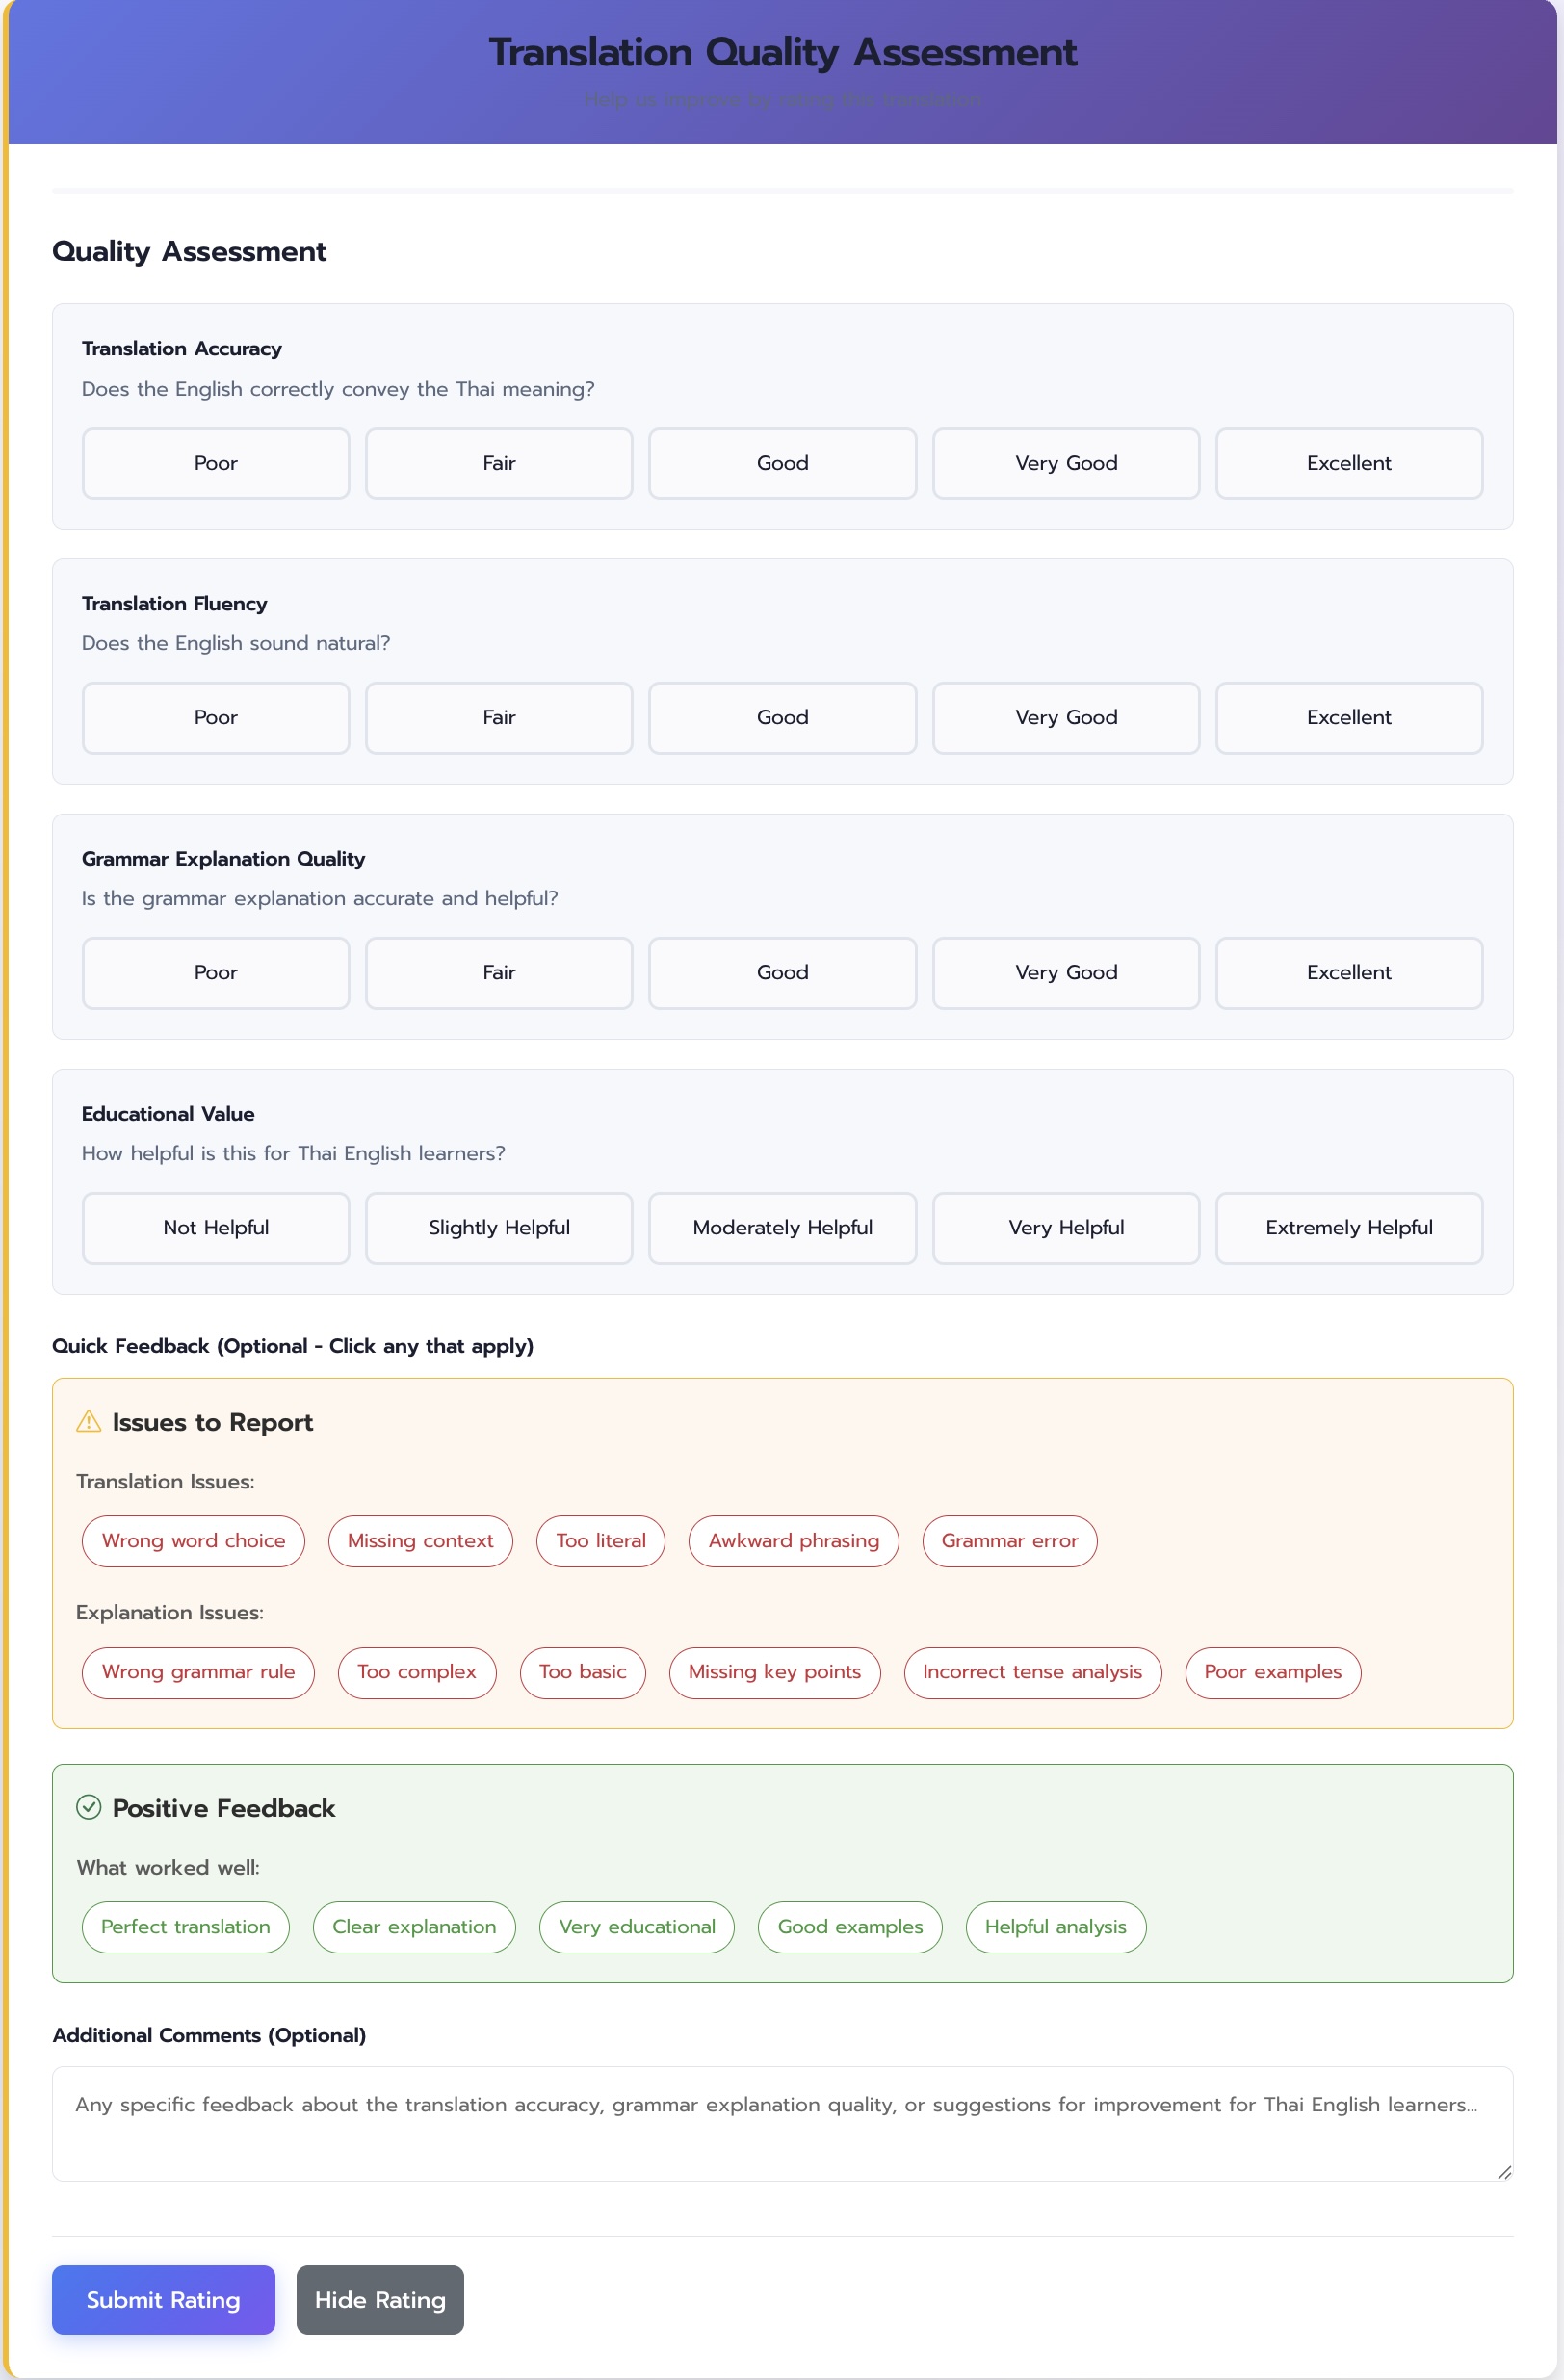 Translation Quality Assessment
Help us improve by rating this translation
Quality Assessment
Translation Accuracy
Does the English correctly convey the Thai meaning?
Poor Fair Good Very Good Excellent
Translation Fluency
Does the English sound natural?
Poor Fair Good Very Good Excellent
Grammar Explanation Quality
Is the grammar explanation accurate and helpful?
Poor Fair Good Very Good Excellent
Educational Value
How helpful is this for Thai English learners?
Not Helpful Slightly Helpful Moderately Helpful Very Helpful Extremely Helpful
Quick Feedback (Optional - Click any that apply)
Issues to Report
Translation Issues:
Wrong word choice Missing context Too literal Awkward phrasing Grammar error
Explanation Issues:
Wrong grammar rule Too complex Too basic Missing key points Incorrect tense analysis Poor examples
Positive Feedback
What worked well:
Perfect translation Clear explanation Very educational Good examples Helpful analysis
Additional Comments (Optional)
Any specific feedback about the translation accuracy, grammar explanation quality, or suggestions for improvement for Thai English learners...
Submit Rating Hide Rating